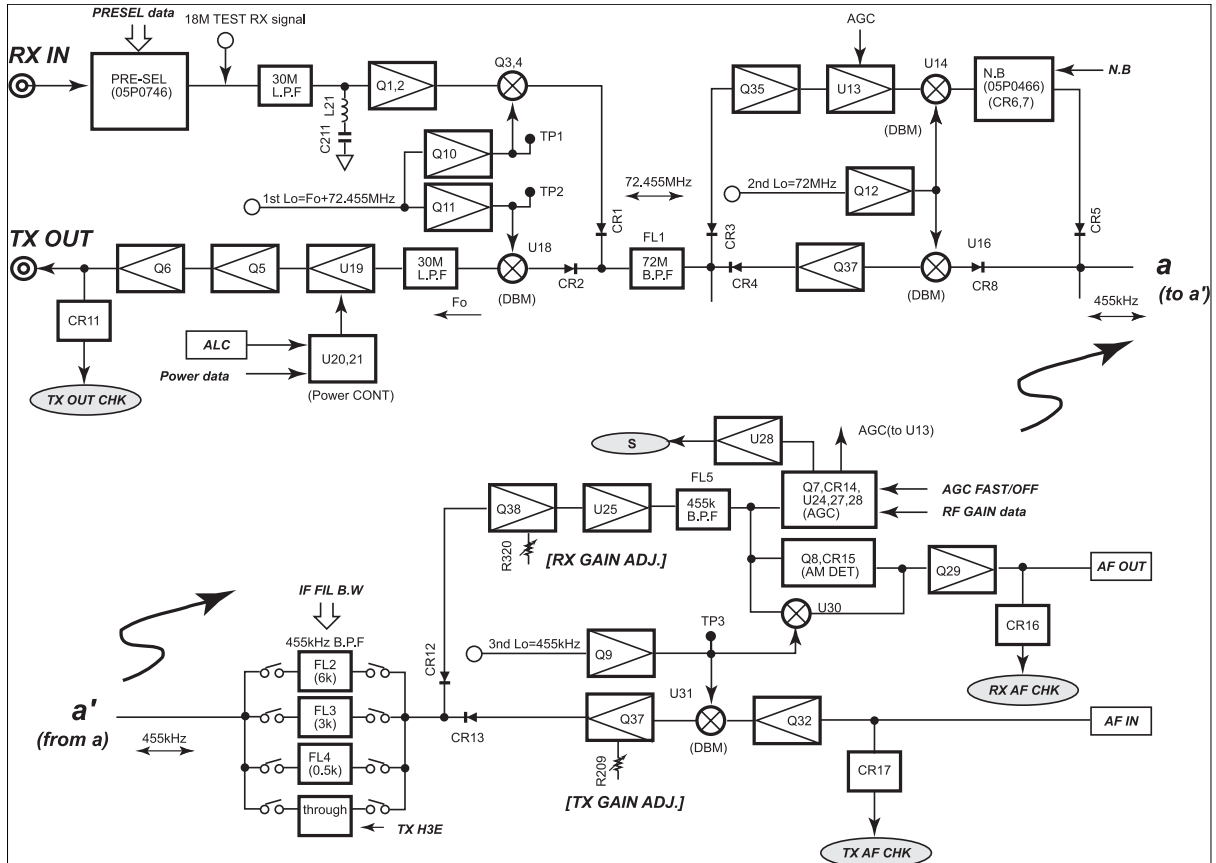 PRESEL data
18M TEST RX signal
RX IN
PRE-SEL
(05P0746)
30M
L.P.F
L21
C211
Q1,2
Q3,4
AGC
Q35
U13
U14
(DBM)
N.B
(05P0466)
(CR6,7)
N.B
Q10
TP1
1st Lo=Fo+72.455MHz
Q11
TP2
CR1
72.455MHz
CR3
2nd Lo=72MHz
Q12
CR5
TX OUT
Q6
Q5
U19
30M
L.P.F
U18
(DBM)
CR2
FL1
72M
B.P.F
CR4
Q37
U16
(DBM)
CR8
a
(to a')
455kHz
Fo
CR11
TX OUT CHK
ALC
Power data
U20,21
(Power CONT)
S
U28
AGC(to U13)
Q38
R320
U25
[RX GAIN ADJ.]
FL5
455k
B.P.F
Q7,CR14,
U24,27,28
(AGC)
AGC FAST/OFF
RF GAIN data
Q8,CR15
(AM DET)
Q29
AF OUT
U30
CR16
RX AF CHK
IF FIL B.W
455kHz B.P.F
CR12
3nd Lo=455kHz
Q9
TP3
FL2
(6k)
a'
(from a)
455kHz
FL3
(3k)
FL4
(0.5k)
through
TX H3E
CR13
Q37
R209
[TX GAIN ADJ.]
U31
(DBM)
Q32
AF IN
CR17
TX AF CHK